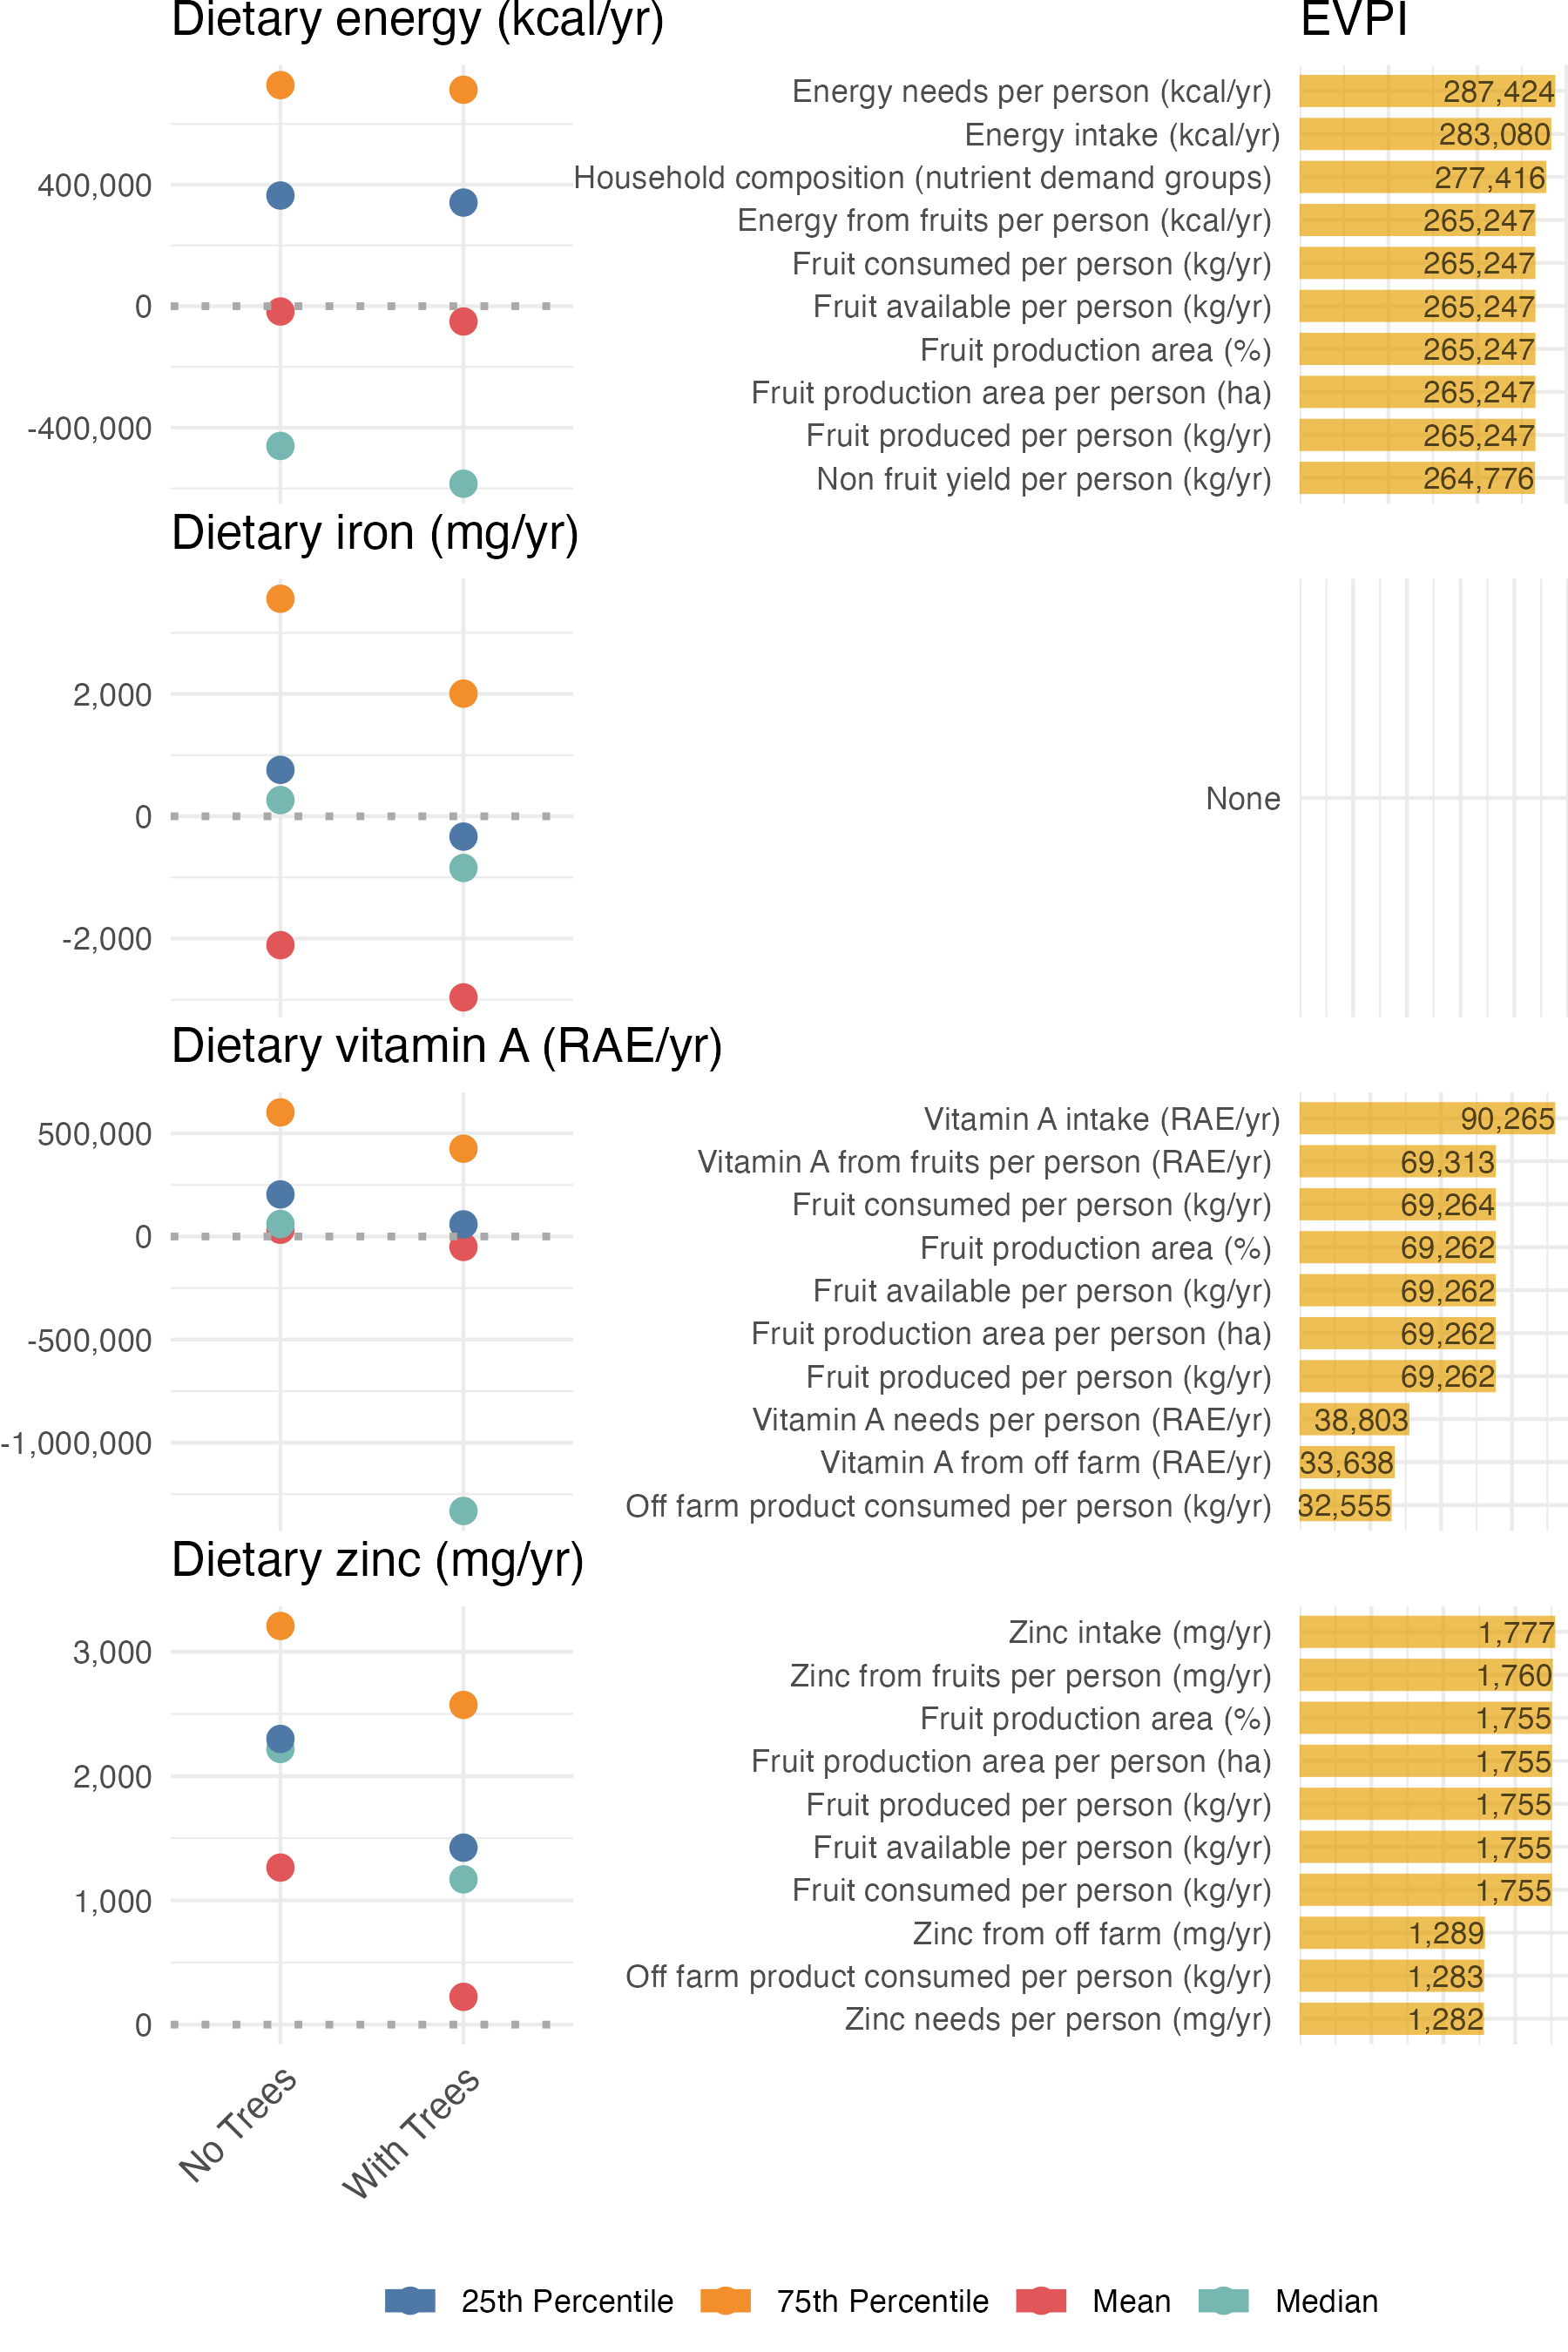 Dietary energy (kcal/yr)
EVPI
400,000
0
-400,000
Energy needs per person (kcal/yr) 287,424
Energy intake (kcal/yr) 283,080
Household composition (nutrient demand groups) 277,416
Energy from fruits per person (kcal/yr) 265,247
Fruit consumed per person (kg/yr) 265,247
Fruit available per person (kg/yr) 265,247
Fruit production area (%) 265,247
Fruit production area per person (ha) 265,247
Fruit produced per person (kg/yr) 265,247
Non fruit yield per person (kg/yr) 264,776
Dietary iron (mg/yr)
2,000
0
-2,000
None
Dietary vitamin A (RAE/yr)
500,000
0
-500,000
-1,000,000
Vitamin A intake (RAE/yr) 90,265
Vitamin A from fruits per person (RAE/yr) 69,313
Fruit consumed per person (kg/yr) 69,264
Fruit production area (%) 69,262
Fruit available per person (kg/yr) 69,262
Fruit production area per person (ha) 69,262
Fruit produced per person (kg/yr) 69,262
Vitamin A needs per person (RAE/yr) 38,803
Vitamin A from off farm (RAE/yr) 33,638
Off farm product consumed per person (kg/yr) 32,555
Dietary zinc (mg/yr)
3,000
2,000
1,000
0
Zinc intake (mg/yr) 1,777
Zinc from fruits per person (mg/yr) 1,760
Fruit production area (%) 1,755
Fruit production area per person (ha) 1,755
Fruit produced per person (kg/yr) 1,755
Fruit available per person (kg/yr) 1,755
Fruit consumed per person (kg/yr) 1,755
Zinc from off farm (mg/yr) 1,289
Off farm product consumed per person (kg/yr) 1,283
Zinc needs per person (mg/yr) 1,282
No Trees
With Trees
25th Percentile 75th Percentile Mean Median